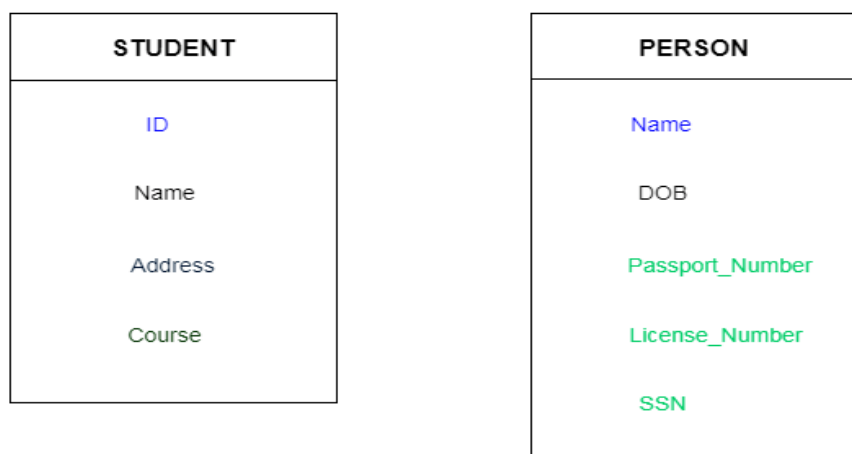 STUDENT
ID
Name
Address
Course
PERSON
Name
DOB
Passport_Number
License_Number
SSN